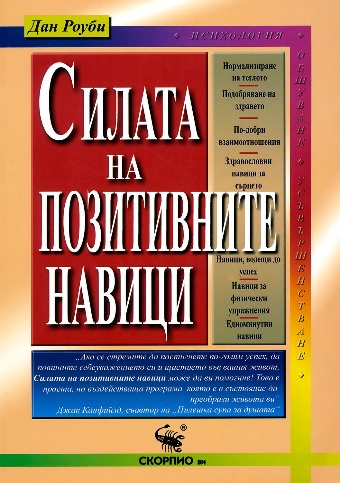 Дан Роуби
• ПСИХОЛОГИЯ •
ОБЩУВАНЕ • УСЪВЪРШЕНСТВАНЕ •
СИЛАТА
НА
ПОЗИТИВНИТЕ
НАВИЦИ
Нормализиране
на теглото
Подобряване на
здравето
По-добри
взаимоотношения
Здравословни
навици за
сърцето
Навици, водещи до
успех
Навици за
физически
упражнения
Едноминутни
навици
„Ако се стремите да постигнете по-голям успех, да
повишите себеуважението си и щастието във вашия живот,
Силата на позитивните навици може да ви помогне! Това е
проста, но въздействаща програма, която е в състояние да
преобрази живота ви”
Джак Канфийлд, съавтор на „Пилешка супа за душата”
СКОРПИО ВИ